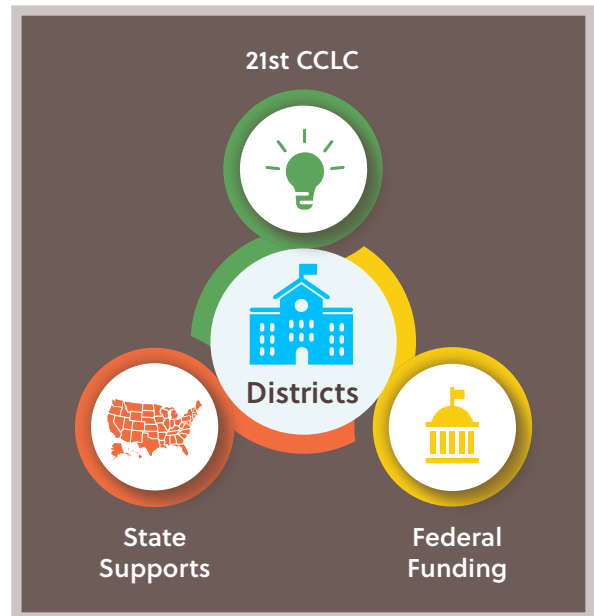 21st CCLC
Districts
State
Supports
Federal
Funding